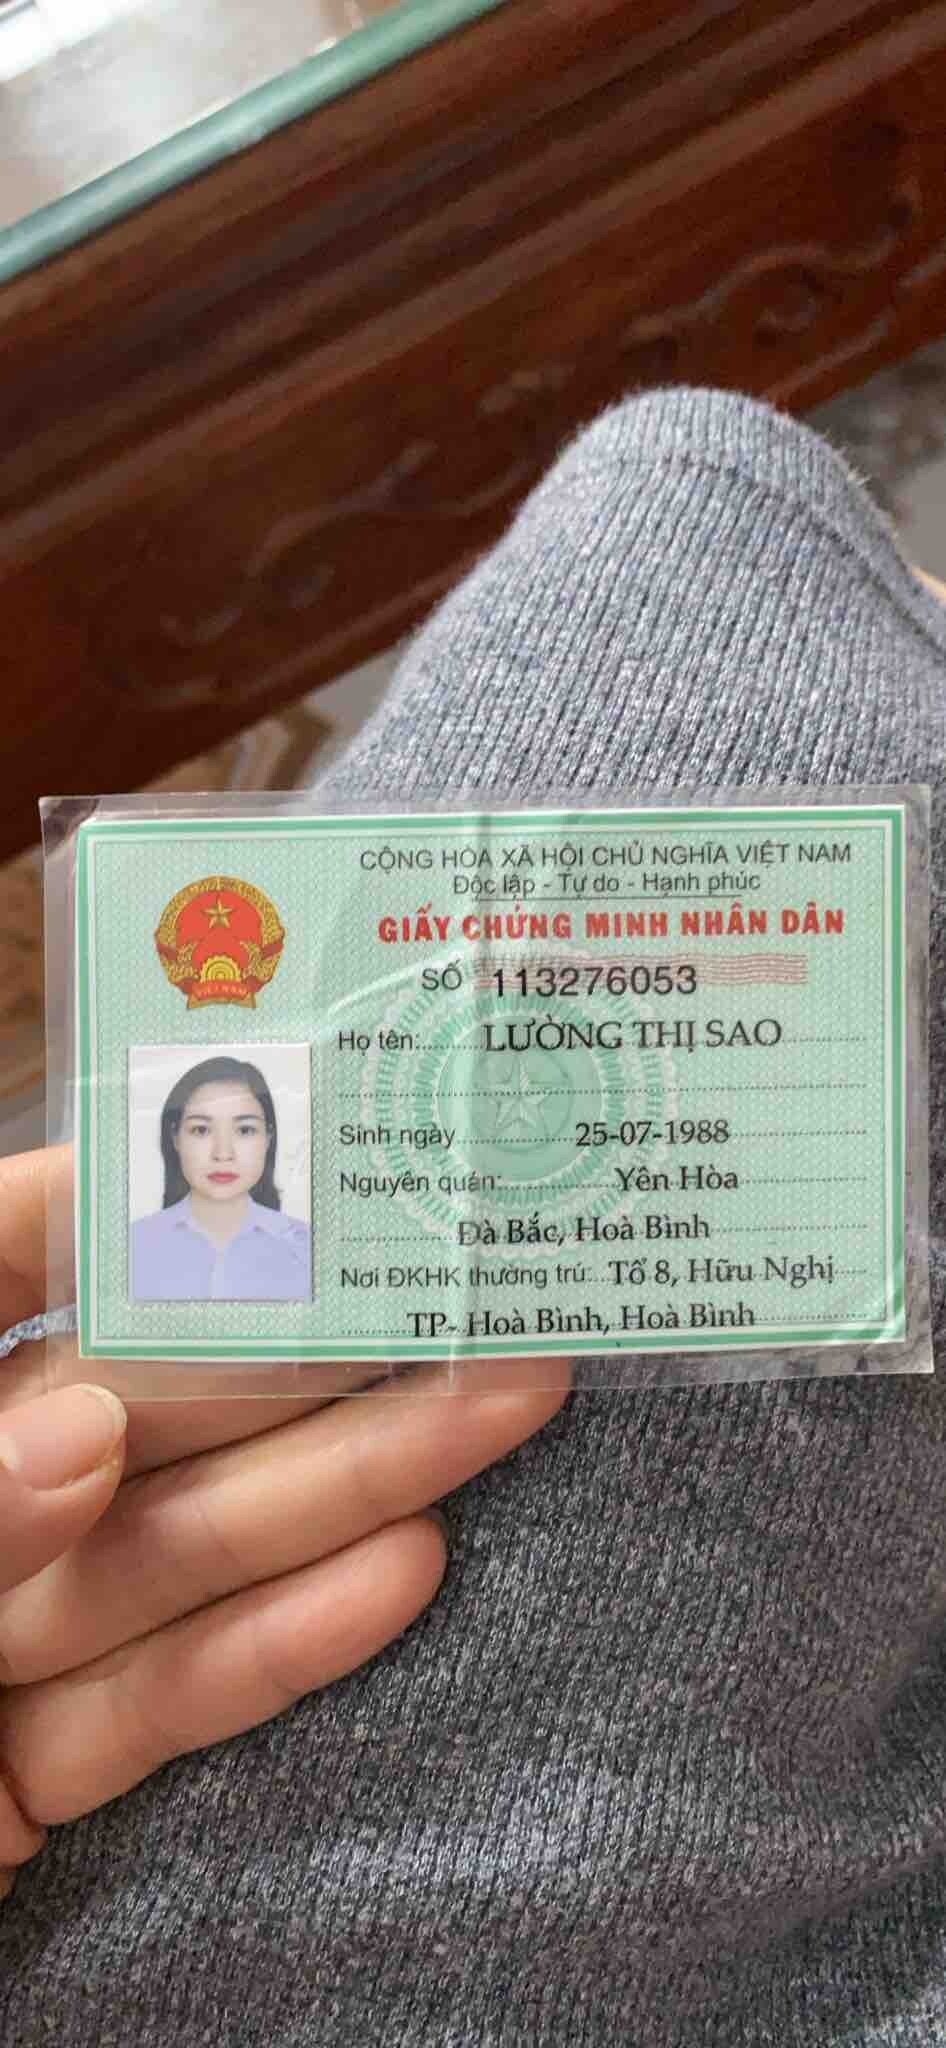 CỘNG HÒA XÃ HỘI CHỦ NGHĨA VIỆT NAM
Độc lập - Tự do - Hạnh phúc
GIẤY CHỨNG MINH NHÂN DÂN
SỐ 113276053
VIỆT NAM
Họ tên: LƯỜNG THỊ SAO
Sinh ngày 25-07-1988
Nguyên quán: Yên Hòa
Đà Bắc, Hoà Bình
Nơi ĐKHK thường trú: Tổ 8, Hữu Nghị
TP- Hoà Bình, Hoà Bình